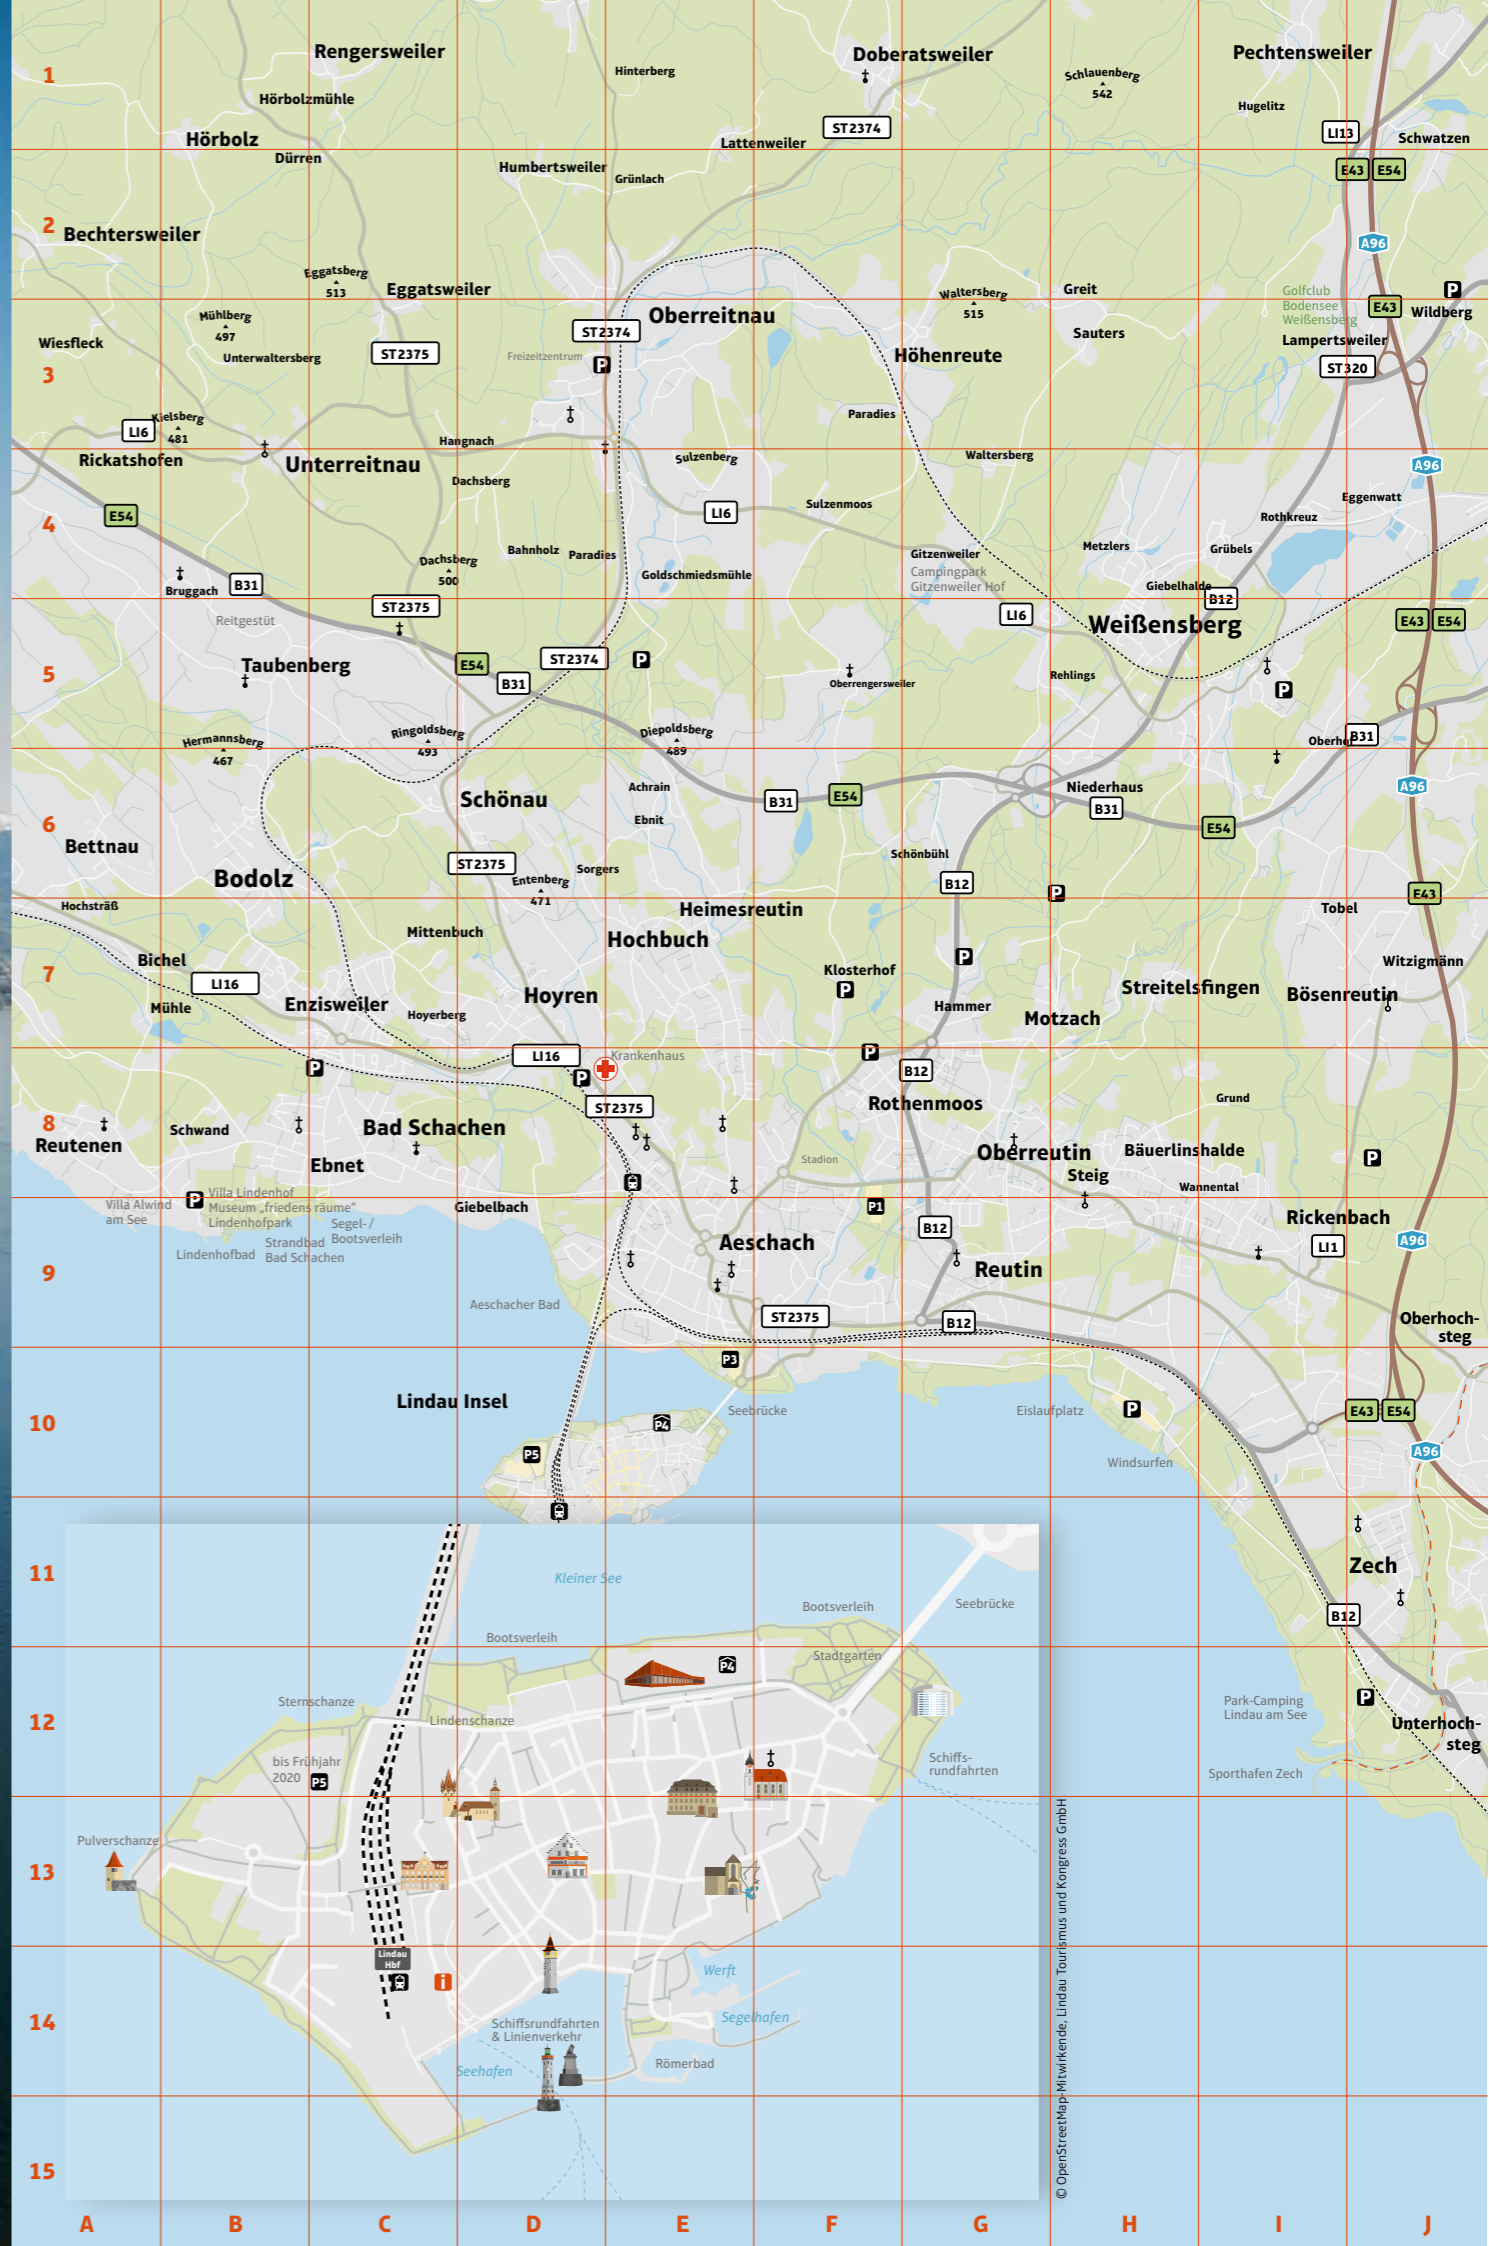 1
Rengersweiler
Hinterberg
Doberatsweiler
Schlauenberg
542
Pechtensweiler
Hörbolzmühle
Hugelitz
Hörbolz
ST2374
LI13
Schwatzen
Dürren
Lattenweiler
Humbertsweiler
Grünlach
E43
E54
2
Bechtersweiler
A96
Eggatsberg
513
Eggatsweiler
Waltersberg
515
Greit
Golfclub
Bodensee
Weißensberg
E43
P
Wildberg
Mühlberg
497
Oberreitnau
ST2374
Sauters
Lampertsweiler
Wiesfleck
Unterwaltersberg
ST2375
Freizeitzentrum
P
Höhenreute
ST320
3
Kielsberg
481
LI6
Paradies
Hangnach
Rickatshofen
Unterreitnau
Sulzenberg
Waltersberg
A96
Dachsberg
Eggenwatt
4
E54
LI6
Sulzenmoos
Rothkreuz
Dachsberg
500
Bahnholz
Paradies
Gitzenweiler
Campingpark
Gitzenweiler Hof
Metzlers
Grübels
Goldschmiedsmühle
Bruggach
B31
Giebelhalde
B12
ST2375
Reitgestüt
LI6
Weißensberg
E43
E54
5
Taubenberg
E54
B31
ST2374
P
Oberrengersweiler
Rehlings
P
Hermannsberg
467
Ringoldsberg
493
Diepoldsberg
489
Oberhof
B31
Achrain
Niederhaus
A96
6
Schönau
Ebnit
B31
E54
B31
E54
Bettnau
Bodolz
ST2375
Sorgers
Schönbühl
Entenberg
471
B12
P
E43
Hochsträß
Heimesreutin
Tobel
Mittenbuch
Hochbuch
7
Bichel
LI16
P
Klosterhof
P
Witzigmänn
Mühle
Enzisweiler
Hoyerberg
Hoyren
Hammer
Motzach
Streitelsfingen
Bösenreutin
P
LI16
P
Krankenhaus
P
B12
8
ST2375
Rothenmoos
Grund
Reutenen
Schwand
Bad Schachen
Ebnet
Stadion
Oberreutin
Steig
Bäuerlinshalde
P
Wannental
Villa Alwind
am See
P
Villa Lindenhof
Museum „friedens räume“
Lindenhofpark
Giebelbach
P1
Segel-/
Bootsverleih
Strandbad
Bad Schachen
Lindenhofbad
B12
Rickenbach
LI1
A96
9
Aeschach
Reutin
Aeschacher Bad
ST2375
B12
Oberhoch-
steg
P3
10
Lindau Insel
Seebrücke
P4
P5
Eislaufplatz
P
E43
E54
Windsurfen
A96
11
Kleiner See
Zech
Bootsverleih
Seebrücke
B12
Bootsverleih
Stadtgarten
P4
12
Sternschanze
Lindenschanze
Park-Camping
Lindau am See
P
Unterhoch-
steg
bis Frühjahr
2020
P5
Schiffs-
rundfahrten
Sporthafen Zech
13
Pulverschanze
Lindau
Hbf
i
Werft
14
Schiffsrundfahrten
& Linienverkehr
Segelhafen
Seehafen
Römerbad
15
© OpenStreetMap-Mitwirkende, Lindau Tourismus und Kongress GmbH
A
B
C
D
E
F
G
H
I
J